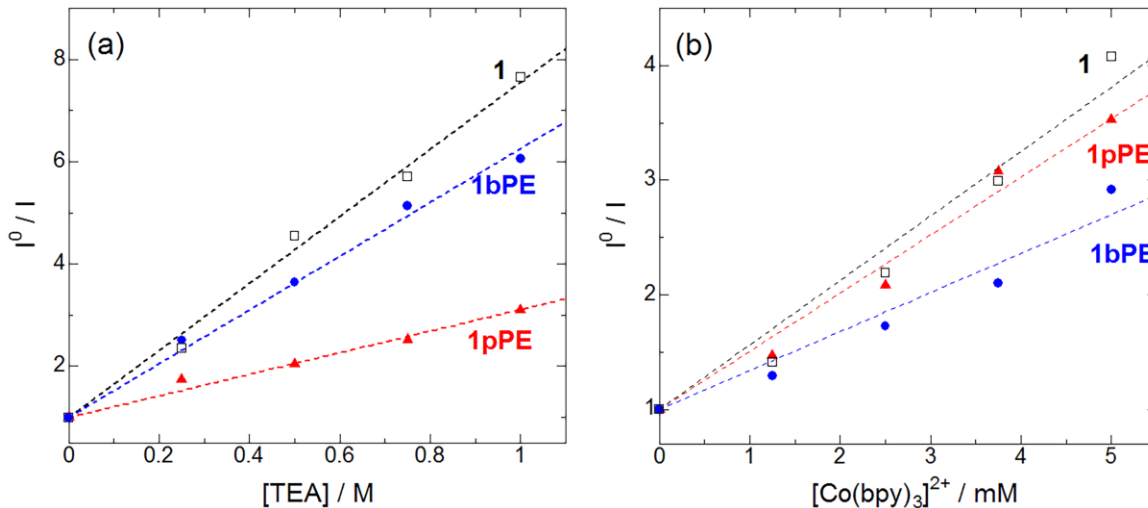 (a)
8
6
4
2
I⁰ / I
1
1bPE
1pPE
0 0.2 0.4 0.6 0.8 1
[TEA] / M
(b)
4
3
2
1
I⁰ / I
1
1pPE
1bPE
0 1 2 3 4 5
[Co(bpy)₃]²⁺ / mM